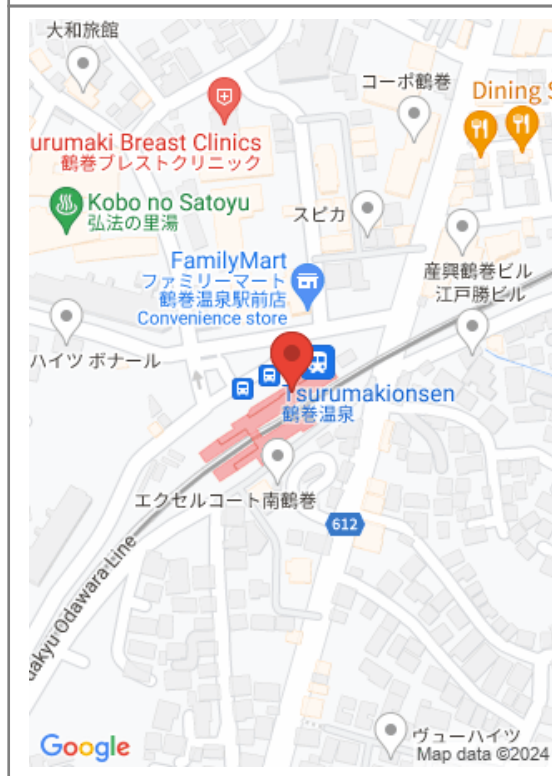 大和旅館
コーポ鶴巻
Dining S
urumaki Breast Clinics
鶴巻ブレストクリニック
Kobo no Satoyu
弘法の里湯
スピカ
FamilyMart
ファミリーマート
鶴巻温泉駅前店
Convenience store
産興鶴巻ビル
江戸勝ビル
ハイツ ボナール
Tsurumakionsen
鶴巻温泉
エクセルコート南鶴巻
612
dakyu Odawara Line
ヴューハイツ
Google
Map data ©2024